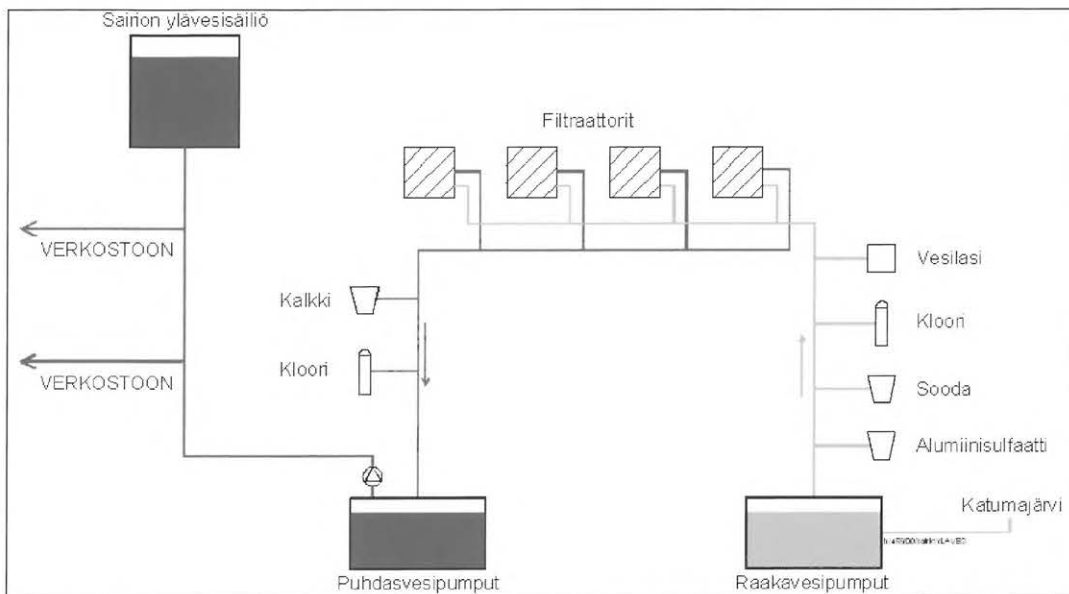 Sairion ylävesisäiliö
Filtraattorit
VERKOSTOON
Vesilasi
Kalkki
Kloori
Kloori
VERKOSTOON
Sooda
Alumiinisulfaatti
Katumajärvi
Puhdasvesipumput
Raakavesipumput